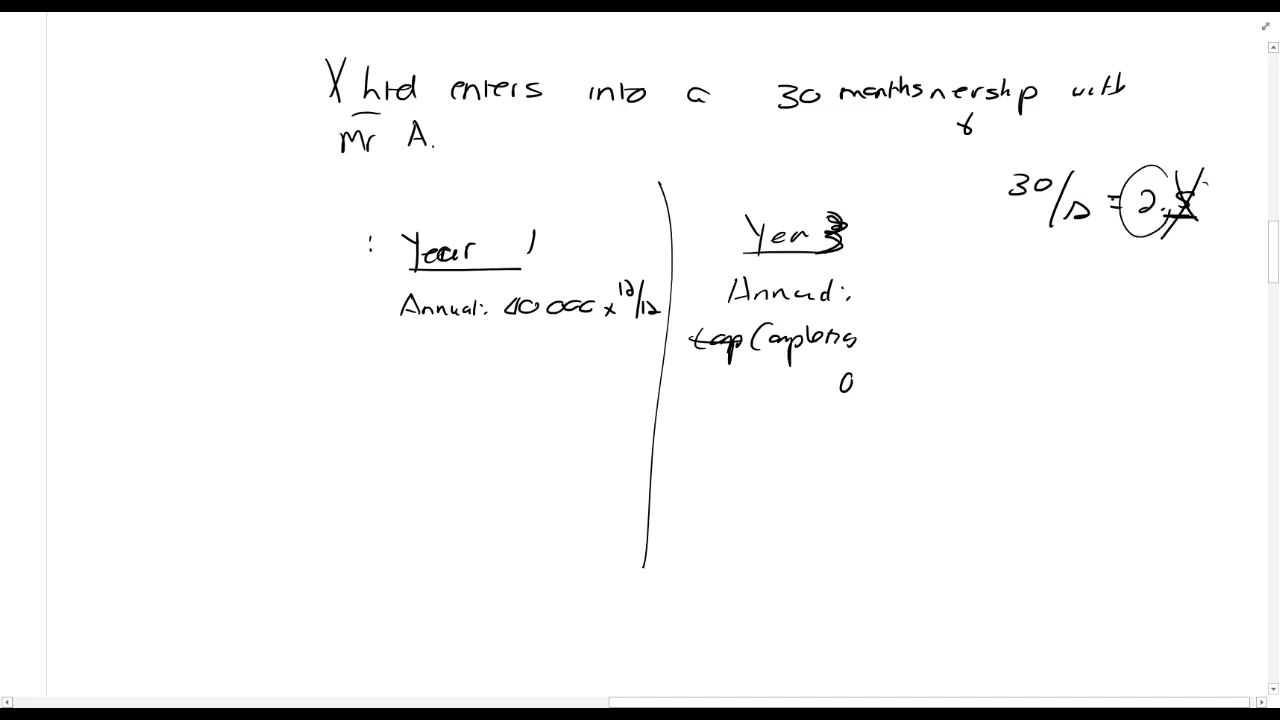 X Ltd enters into a 30 months nership with
Mr A.
30/12 = 2.5
: Year 1
Annual: 40 000 x 12/12
Year 3
Annual:
Completion
0